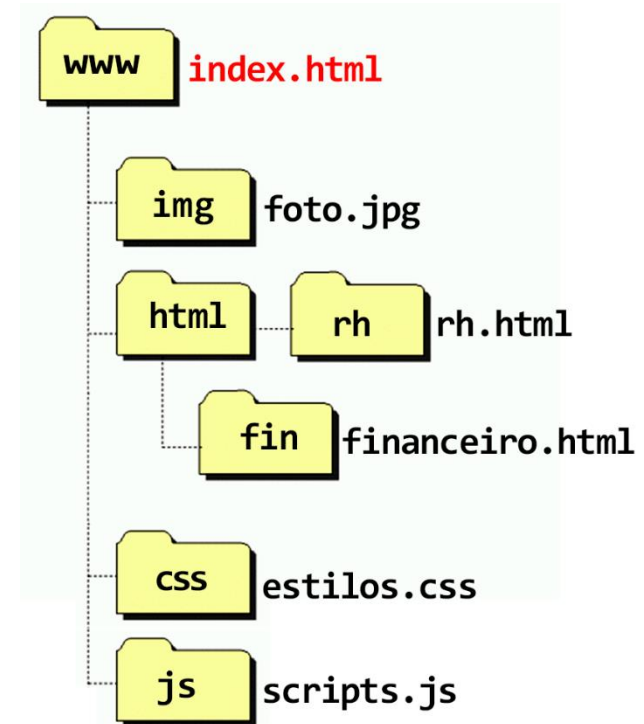 www index.html
img foto.jpg
html rh rh.html
fin financeiro.html
css estilos.css
js scripts.js